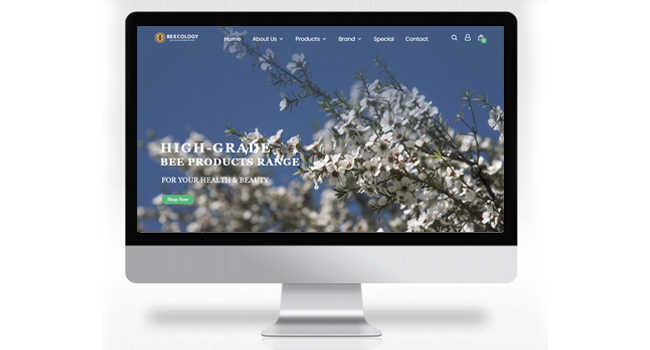 BEECOLOGY
Home About Us Products Brand Special Contact
HIGH-GRADE
BEE PRODUCTS RANGE
FOR YOUR HEALTH & BEAUTY
Shop Now